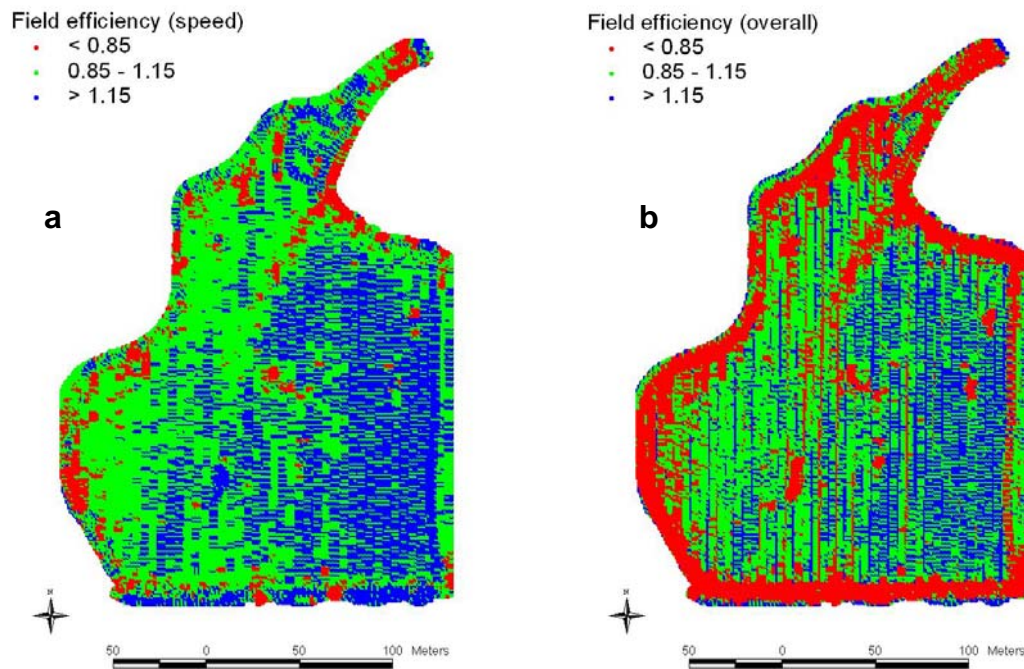 Field efficiency (speed)
< 0.85
0.85 - 1.15
> 1.15
a
N
50 0 50 100 Meters
Field efficiency (overall)
< 0.85
0.85 - 1.15
> 1.15
b
N
50 0 50 100 Meters